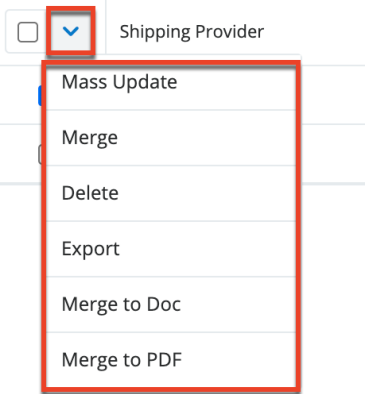 Shipping Provider
Mass Update
Merge
Delete
Export
Merge to Doc
Merge to PDF